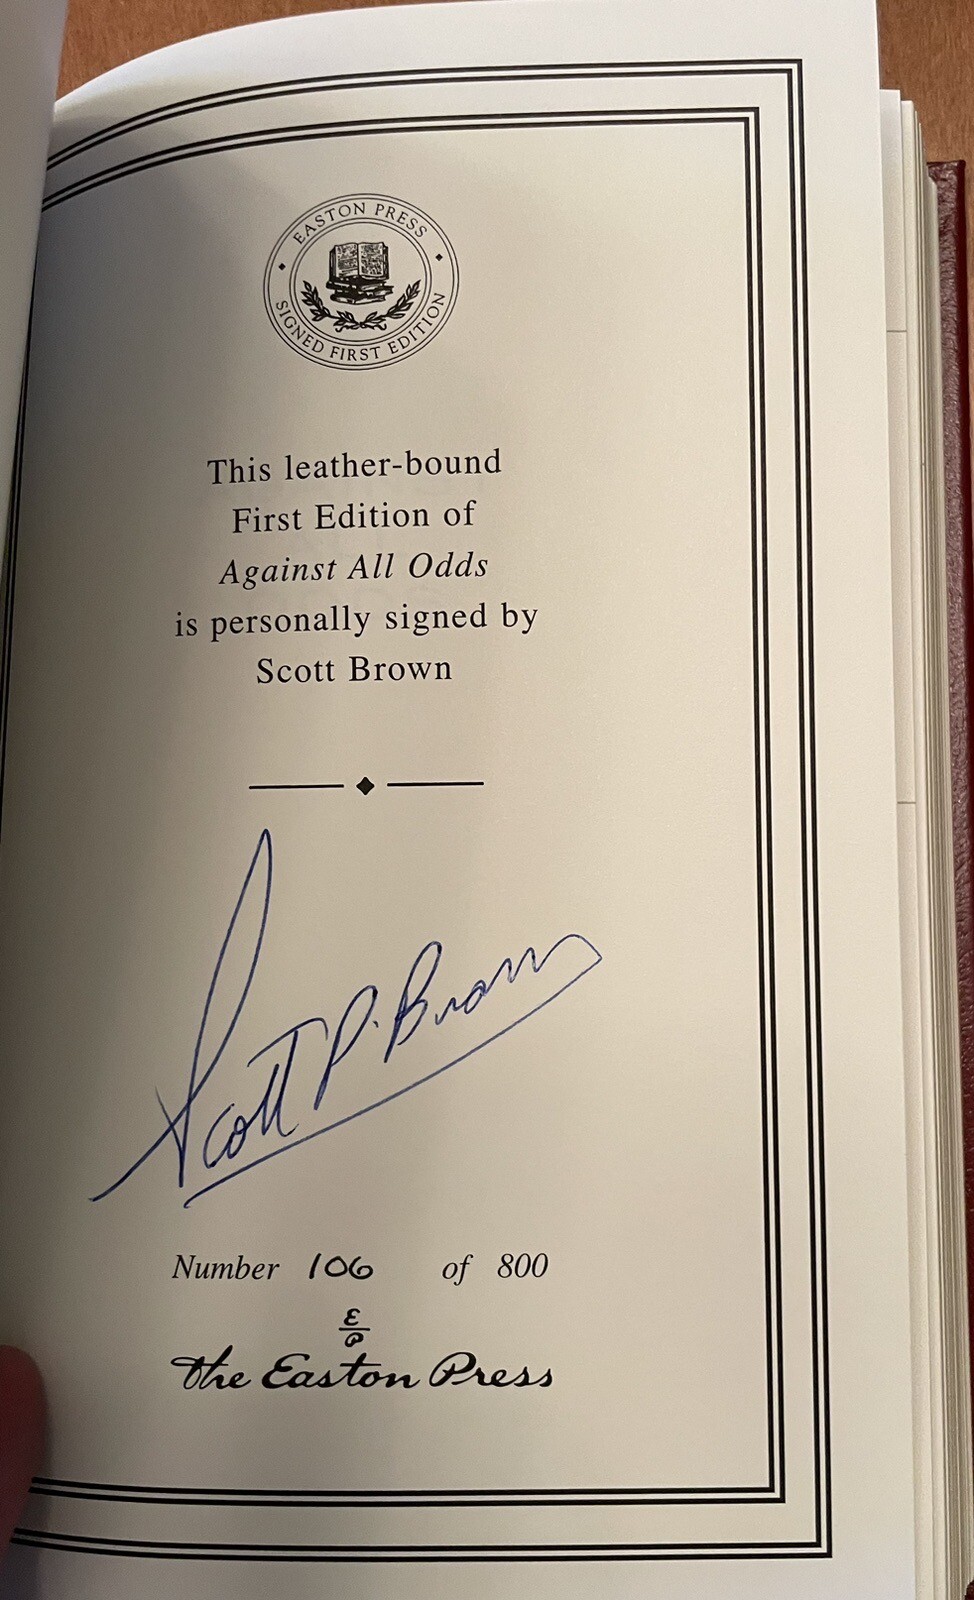 EASTON PRESS
SIGNED FIRST EDITION
This leather-bound
First Edition of
Against All Odds
is personally signed by
Scott Brown
Scott P. Brown
Number 106 of 800
E
P
The Easton Press